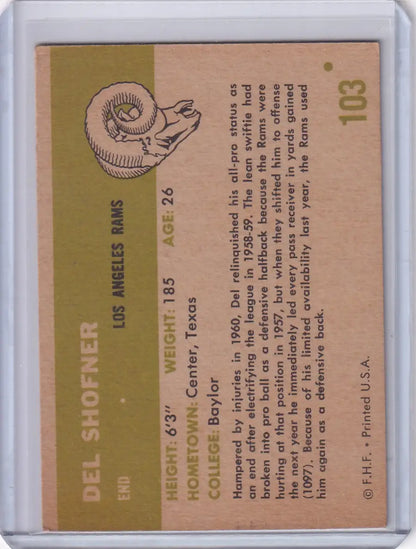 DEL SHOFNER
END
LOS ANGELES RAMS
103
HEIGHT: 6'3" WEIGHT: 185 AGE: 26
HOMETOWN: Center, Texas
COLLEGE: Baylor
Hampered by injuries in 1960, Del relinquished his all-pro status as
an end after electrifying the league in 1958-59. The lean swiftie had
broken into pro ball as a defensive halfback because the Rams were
hurting at that position in 1957, but when they shifted him to offense
the next year he immediately led every pass receiver in yards gained
(1097). Because of his limited availability last year, the Rams used
him again as a defensive back.
© F.H.F. • Printed U.S.A.